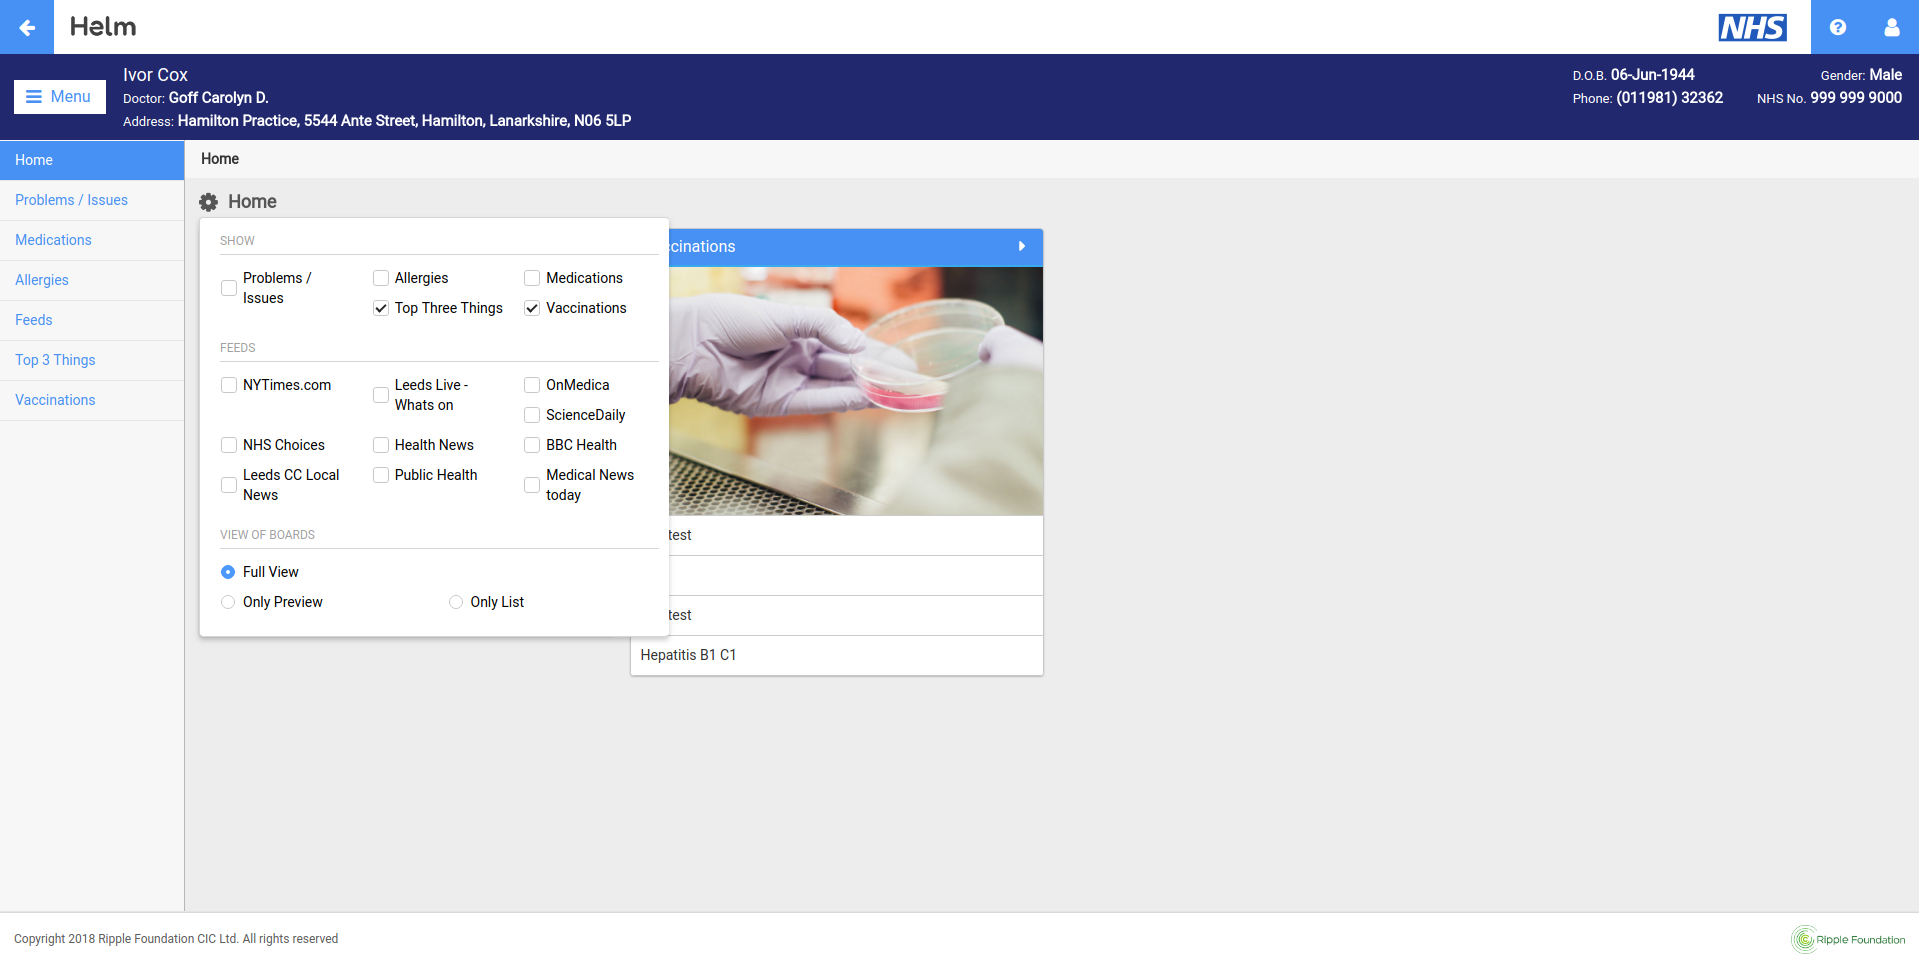 Helm
NHS
Menu
Ivor Cox
Doctor: Goff Carolyn D.
Address: Hamilton Practice, 5544 Ante Street, Hamilton, Lanarkshire, N06 5LP
D.O.B. 06-Jun-1944
Gender: Male
Phone: (011981) 32362
NHS No. 999 999 9000
Home
Problems / Issues
Medications
Allergies
Feeds
Top 3 Things
Vaccinations
Home
Home
SHOW
Problems / Issues
Allergies
Medications
Top Three Things
Vaccinations
FEEDS
NYTimes.com
Leeds Live - Whats on
OnMedica
ScienceDaily
NHS Choices
Health News
BBC Health
Leeds CC Local News
Public Health
Medical News today
VIEW OF BOARDS
Full View
Only Preview
Only List
ccinations
test
test
Hepatitis B1 C1
Copyright 2018 Ripple Foundation CIC Ltd. All rights reserved
Ripple Foundation